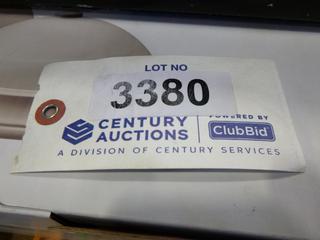 LOT NO
3380
CENTURY AUCTIONS
POWERED BY
ClubBid
A DIVISION OF CENTURY SERVICES